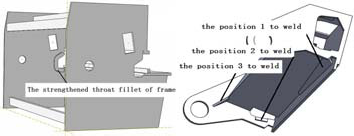 the position 1 to weld
the position 2 to weld
the position 3 to weld
The strengthened throat fillet of frame